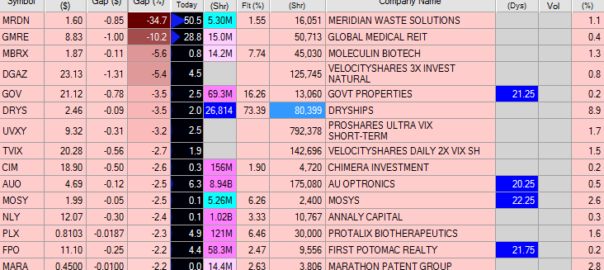 Symbol ($) Gap ($) Gap (%) Today (Shr) Flt (%) (Shr) Company Name (Dys) Vol (%)
MRDN 1.60 -0.85 -34.7 50.5 5.30M 1.55 16,051 MERIDIAN WASTE SOLUTIONS 1.1
GMRE 8.83 -1.00 -10.2 28.8 15.0M 50,713 GLOBAL MEDICAL REIT 0.4
MBRX 1.87 -0.11 -5.6 0.8 14.2M 7.74 45,030 MOLECULIN BIOTECH 1.3
DGAZ 23.13 -1.31 -5.4 4.5 125,745 VELOCITYSHARES 3X INVEST NATURAL 0.8
GOV 21.12 -0.78 -3.5 2.5 69.3M 16.26 13,060 GOVT PROPERTIES 21.25 0.2
DRYS 2.46 -0.09 -3.5 2.0 26,814 73.39 80,399 DRYSHIPS 8.9
UVXY 9.32 -0.31 -3.2 2.5 792,378 PROSHARES ULTRA VIX SHORT-TERM 1.7
TVIX 20.28 -0.56 -2.7 1.9 142,696 VELOCITYSHARES DAILY 2X VIX SH 1.5
CIM 18.90 -0.50 -2.6 0.3 156M 1.90 4,720 CHIMERA INVESTMENT 0.2
AUO 4.69 -0.12 -2.5 6.3 8.94B 175,080 AU OPTRONICS 20.25 0.5
MOSY 1.99 -0.05 -2.5 0.1 5.26M 6.26 2,400 MOSYS 22.25 2.6
NLY 12.07 -0.30 -2.4 0.1 1.02B 3.33 10,767 ANNALY CAPITAL 0.3
PLX 0.8103 -0.0187 -2.3 4.9 121M 6.46 30,000 PROTALIX BIOTHERAPEUTICS 1.6
FPO 11.10 -0.25 -2.2 4.4 58.3M 2.47 9,556 FIRST POTOMAC REALTY 21.75 0.2
MARA 0.4500 -0.0100 -2.2 0.0 14.4M 2.63 3,806 MARATHON PATENT GROUP 2.8